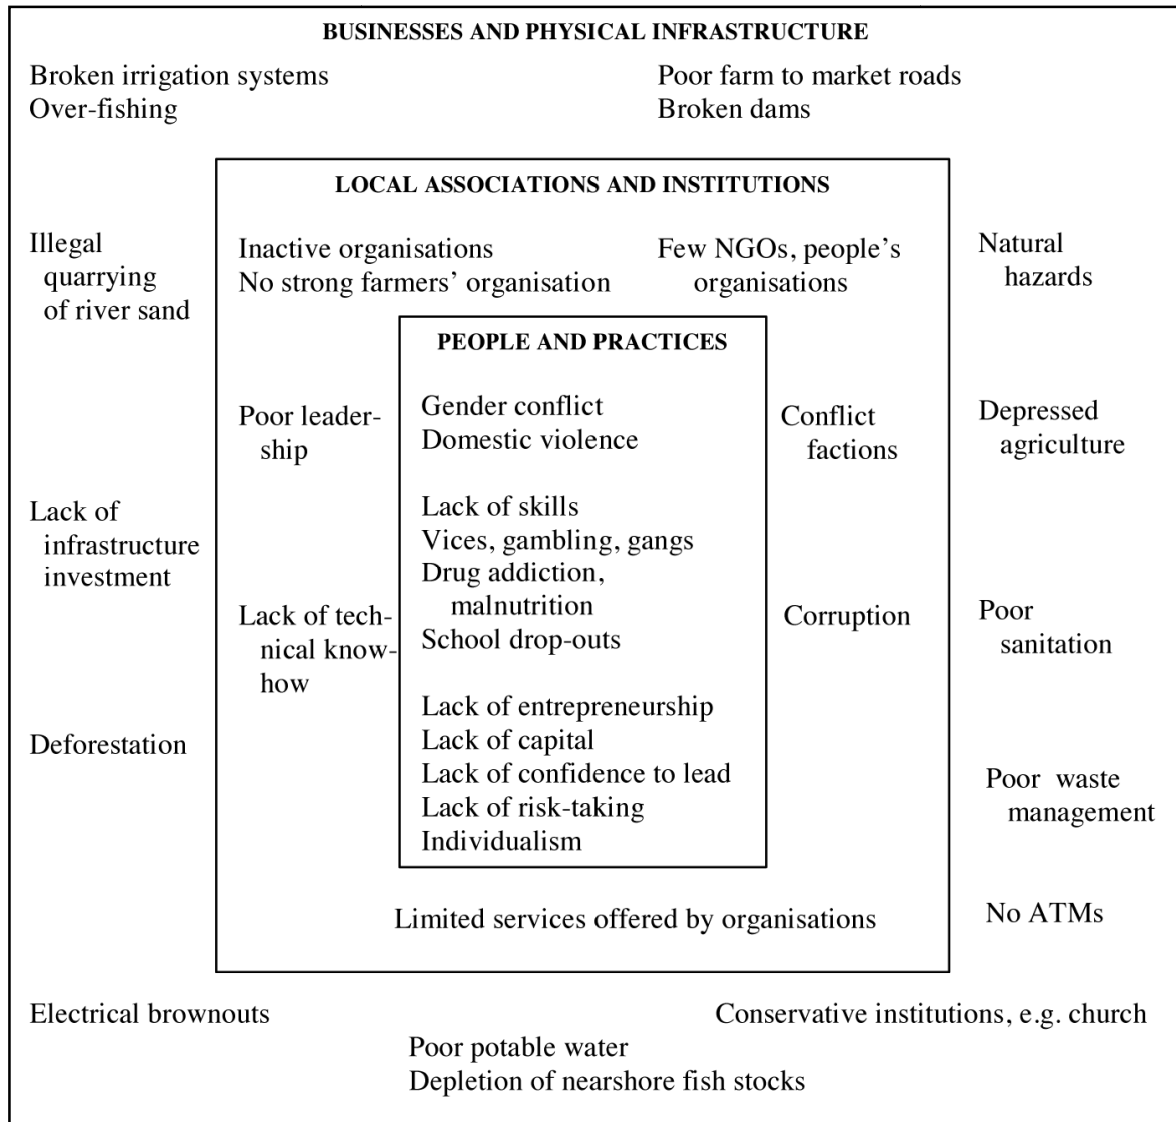 BUSINESSES AND PHYSICAL INFRASTRUCTURE
Broken irrigation systems
Over-fishing
Poor farm to market roads
Broken dams
LOCAL ASSOCIATIONS AND INSTITUTIONS
Illegal
quarrying
of river sand
Inactive organisations
No strong farmers’ organisation
Few NGOs, people’s
organisations
Natural
hazards
PEOPLE AND PRACTICES
Poor leader-
ship
Gender conflict
Domestic violence
Conflict
factions
Depressed
agriculture
Lack of
infrastructure
investment
Lack of skills
Vices, gambling, gangs
Drug addiction,
malnutrition
School drop-outs
Lack of tech-
nical know-
how
Corruption
Poor
sanitation
Lack of entrepreneurship
Lack of capital
Lack of confidence to lead
Lack of risk-taking
Individualism
Deforestation
Poor waste
management
Limited services offered by organisations
No ATMs
Electrical brownouts
Conservative institutions, e.g. church
Poor potable water
Depletion of nearshore fish stocks